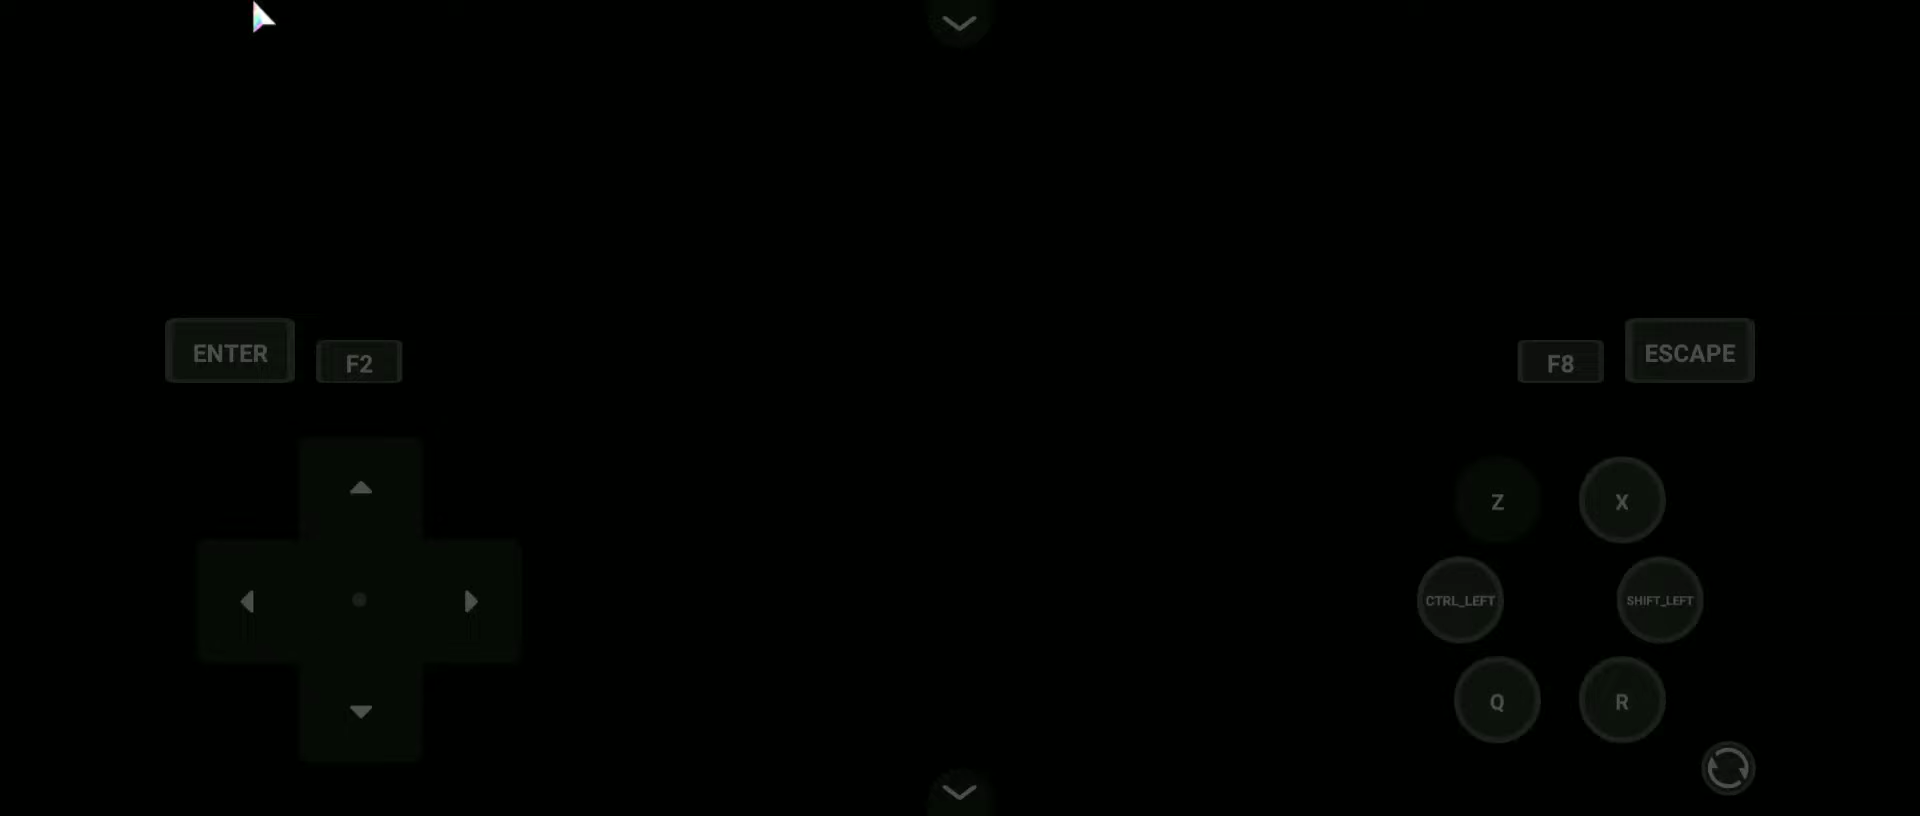 ENTER
F2
F8
ESCAPE
Z
X
CTRL_LEFT
SHIFT_LEFT
Q
R